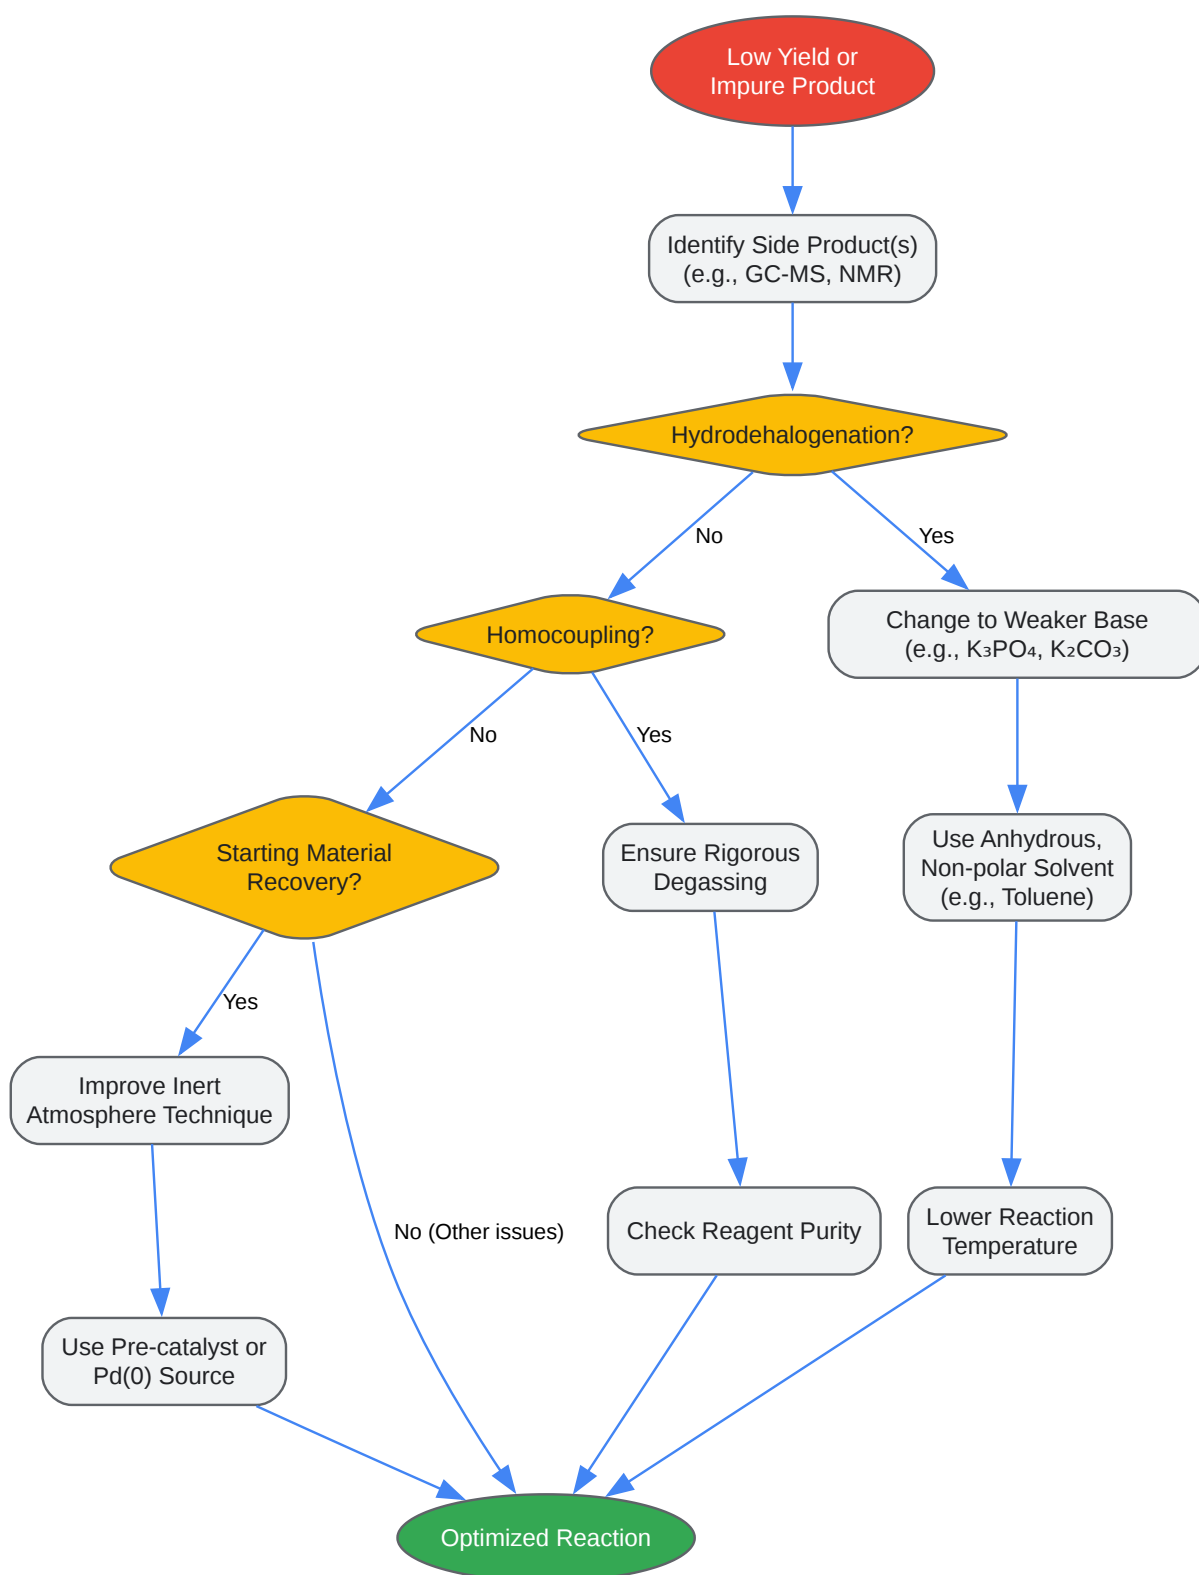 Low Yield or
Impure Product
Identify Side Product(s)
(e.g., GC-MS, NMR)
Hydrodehalogenation?
No
Yes
Homocoupling?
Change to Weaker Base
(e.g., K₃PO₄, K₂CO₃)
No
Yes
Starting Material
Recovery?
Ensure Rigorous
Degassing
Use Anhydrous,
Non-polar Solvent
(e.g., Toluene)
Yes
Improve Inert
Atmosphere Technique
No (Other issues)
Check Reagent Purity
Lower Reaction
Temperature
Use Pre-catalyst or
Pd(0) Source
Optimized Reaction